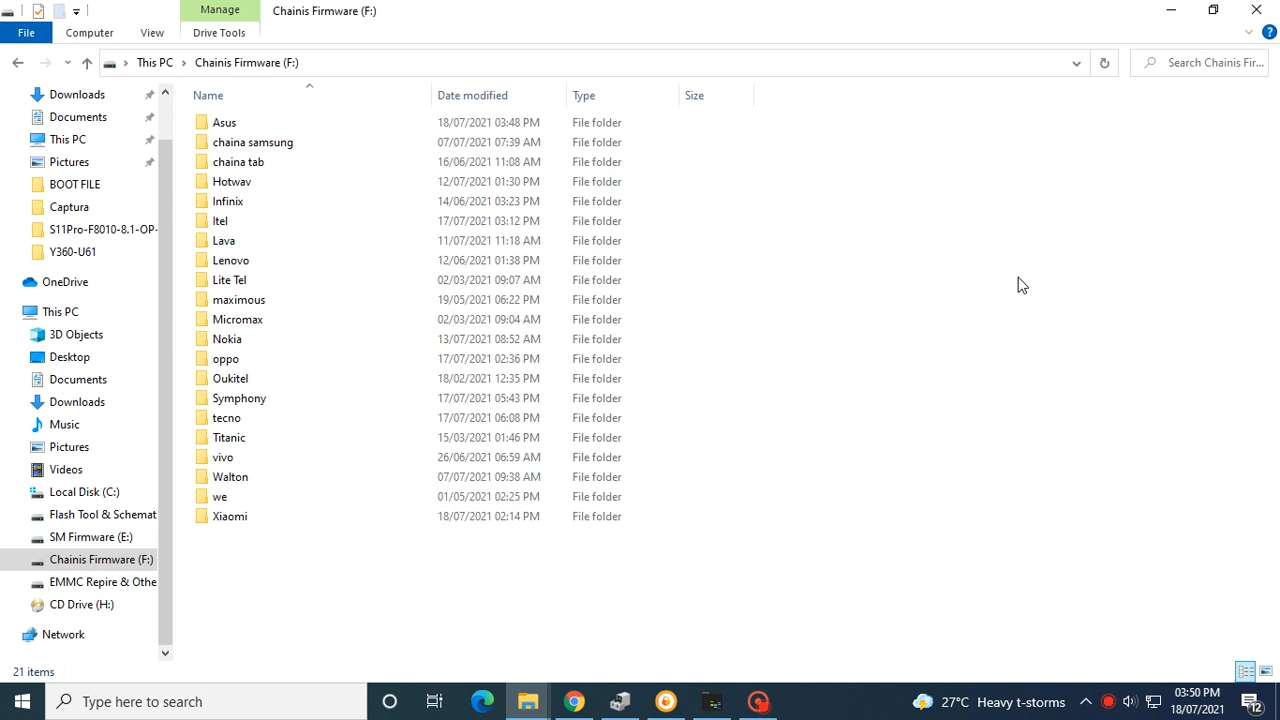 Manage
Chainis Firmware (F:)
File
Computer
View
Drive Tools
This PC
Chainis Firmware (F:)
Search Chainis Fir...
Name
Date modified
Type
Size
Downloads
Documents
This PC
Pictures
BOOT FILE
Captura
S11Pro-F8010-8.1-OP-
Y360-U61
OneDrive
This PC
3D Objects
Desktop
Documents
Downloads
Music
Pictures
Videos
Local Disk (C:)
Flash Tool & Schemat
SM Firmware (E:)
Chainis Firmware (F:)
EMMC Repire & Othe
CD Drive (H:)
Network
Asus 18/07/2021 03:48 PM File folder
chaina samsung 07/07/2021 07:39 AM File folder
chaina tab 16/06/2021 11:08 AM File folder
Hotwav 12/07/2021 01:30 PM File folder
Infinix 14/06/2021 03:23 PM File folder
Itel 17/07/2021 03:12 PM File folder
Lava 11/07/2021 11:18 AM File folder
Lenovo 12/06/2021 01:38 PM File folder
Lite Tel 02/03/2021 09:07 AM File folder
maximous 19/05/2021 06:22 PM File folder
Micromax 02/03/2021 09:04 AM File folder
Nokia 13/07/2021 08:52 AM File folder
oppo 17/07/2021 02:36 PM File folder
Oukitel 18/02/2021 12:35 PM File folder
Symphony 17/07/2021 05:43 PM File folder
tecno 17/07/2021 06:08 PM File folder
Titanic 15/03/2021 01:46 PM File folder
vivo 26/06/2021 06:59 AM File folder
Walton 07/07/2021 09:38 AM File folder
we 01/05/2021 02:25 PM File folder
Xiaomi 18/07/2021 02:14 PM File folder
21 items
Type here to search
27°C Heavy t-storms
03:50 PM
18/07/2021
12